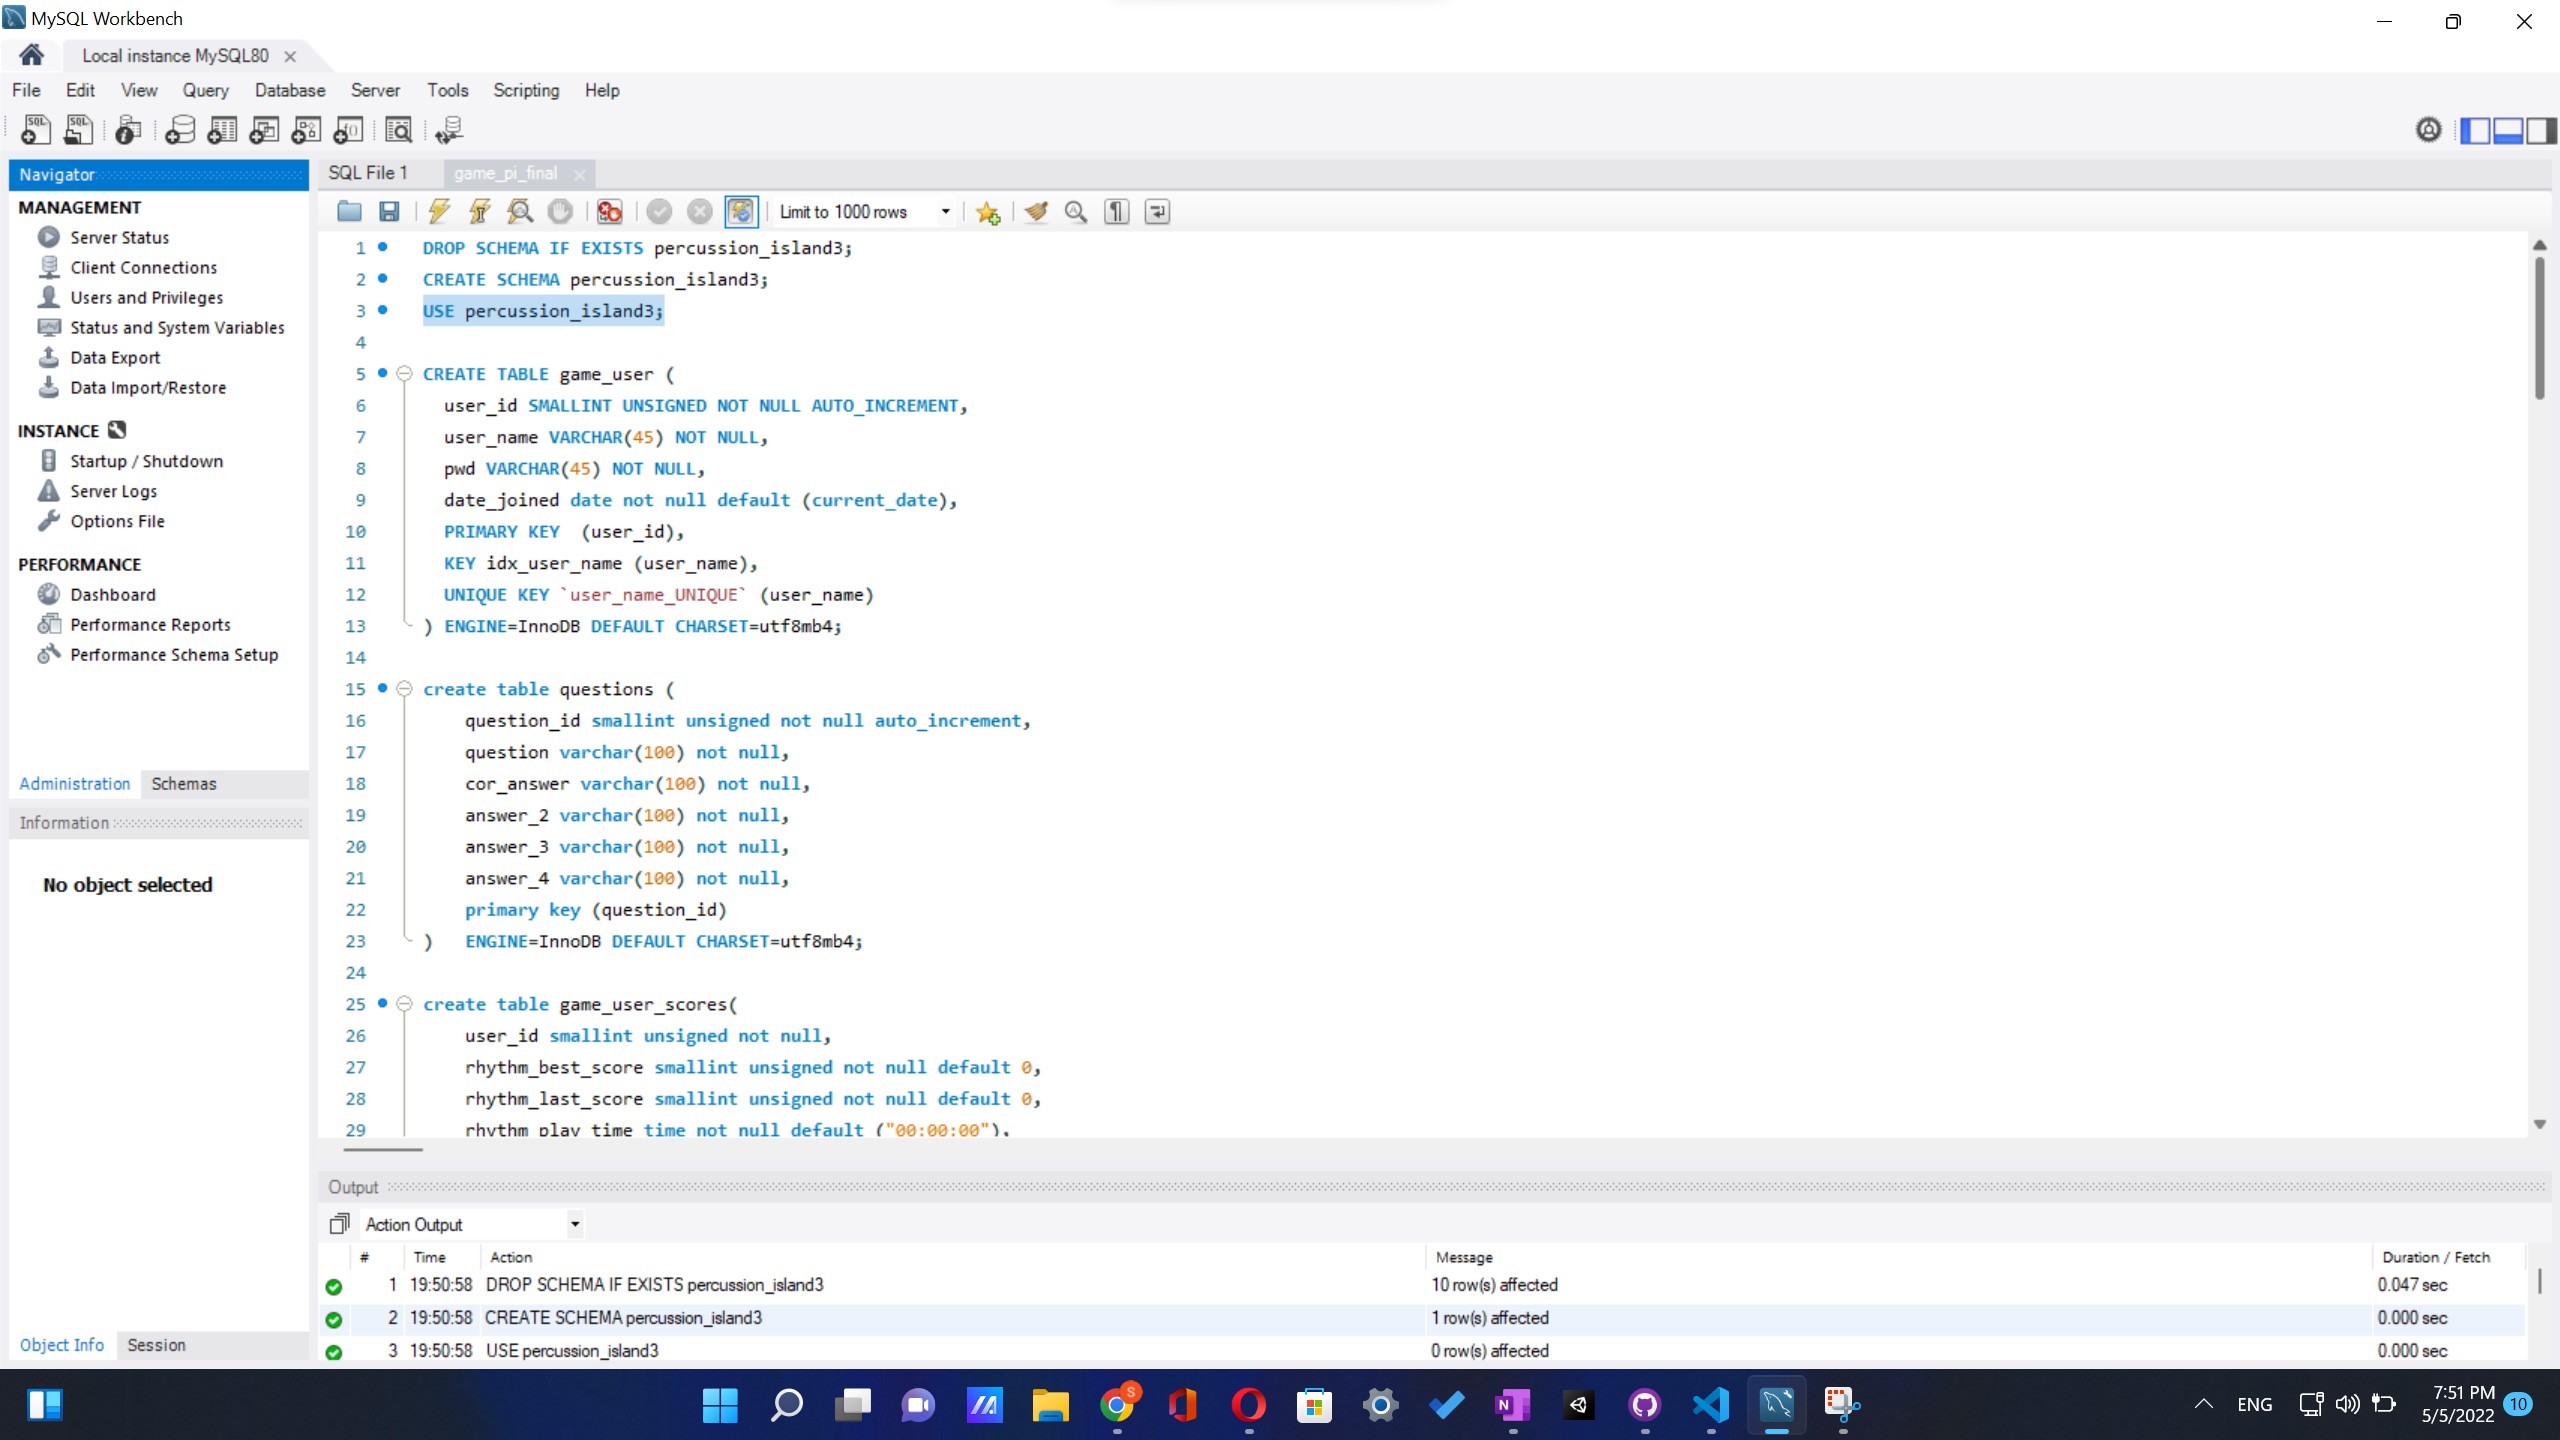 MySQL Workbench
Local instance MySQL80
File Edit View Query Database Server Tools Scripting Help
Navigator
MANAGEMENT
Server Status
Client Connections
Users and Privileges
Status and System Variables
Data Export
Data Import/Restore
INSTANCE
Startup / Shutdown
Server Logs
Options File
PERFORMANCE
Dashboard
Performance Reports
Performance Schema Setup
Administration Schemas
Information
No object selected
Object Info Session
SQL File 1 game_pi_final
Limit to 1000 rows
1 DROP SCHEMA IF EXISTS percussion_island3;
2 CREATE SCHEMA percussion_island3;
3 USE percussion_island3;
4
5 CREATE TABLE game_user (
6 user_id SMALLINT UNSIGNED NOT NULL AUTO_INCREMENT,
7 user_name VARCHAR(45) NOT NULL,
8 pwd VARCHAR(45) NOT NULL,
9 date_joined date not null default (current_date),
10 PRIMARY KEY  (user_id),
11 KEY idx_user_name (user_name),
12 UNIQUE KEY `user_name_UNIQUE` (user_name)
13 ) ENGINE=InnoDB DEFAULT CHARSET=utf8mb4;
14
15 create table questions (
16 question_id smallint unsigned not null auto_increment,
17 question varchar(100) not null,
18 cor_answer varchar(100) not null,
19 answer_2 varchar(100) not null,
20 answer_3 varchar(100) not null,
21 answer_4 varchar(100) not null,
22 primary key (question_id)
23 )   ENGINE=InnoDB DEFAULT CHARSET=utf8mb4;
24
25 create table game_user_scores(
26 user_id smallint unsigned not null,
27 rhythm_best_score smallint unsigned not null default 0,
28 rhythm_last_score smallint unsigned not null default 0,
29 rhythm_play_time time not null default ("00:00:00"),
Output
Action Output
# Time Action Message Duration / Fetch
1 19:50:58 DROP SCHEMA IF EXISTS percussion_island3 10 row(s) affected 0.047 sec
2 19:50:58 CREATE SCHEMA percussion_island3 1 row(s) affected 0.000 sec
3 19:50:58 USE percussion_island3 0 row(s) affected 0.000 sec
ENG
7:51 PM
5/5/2022
10